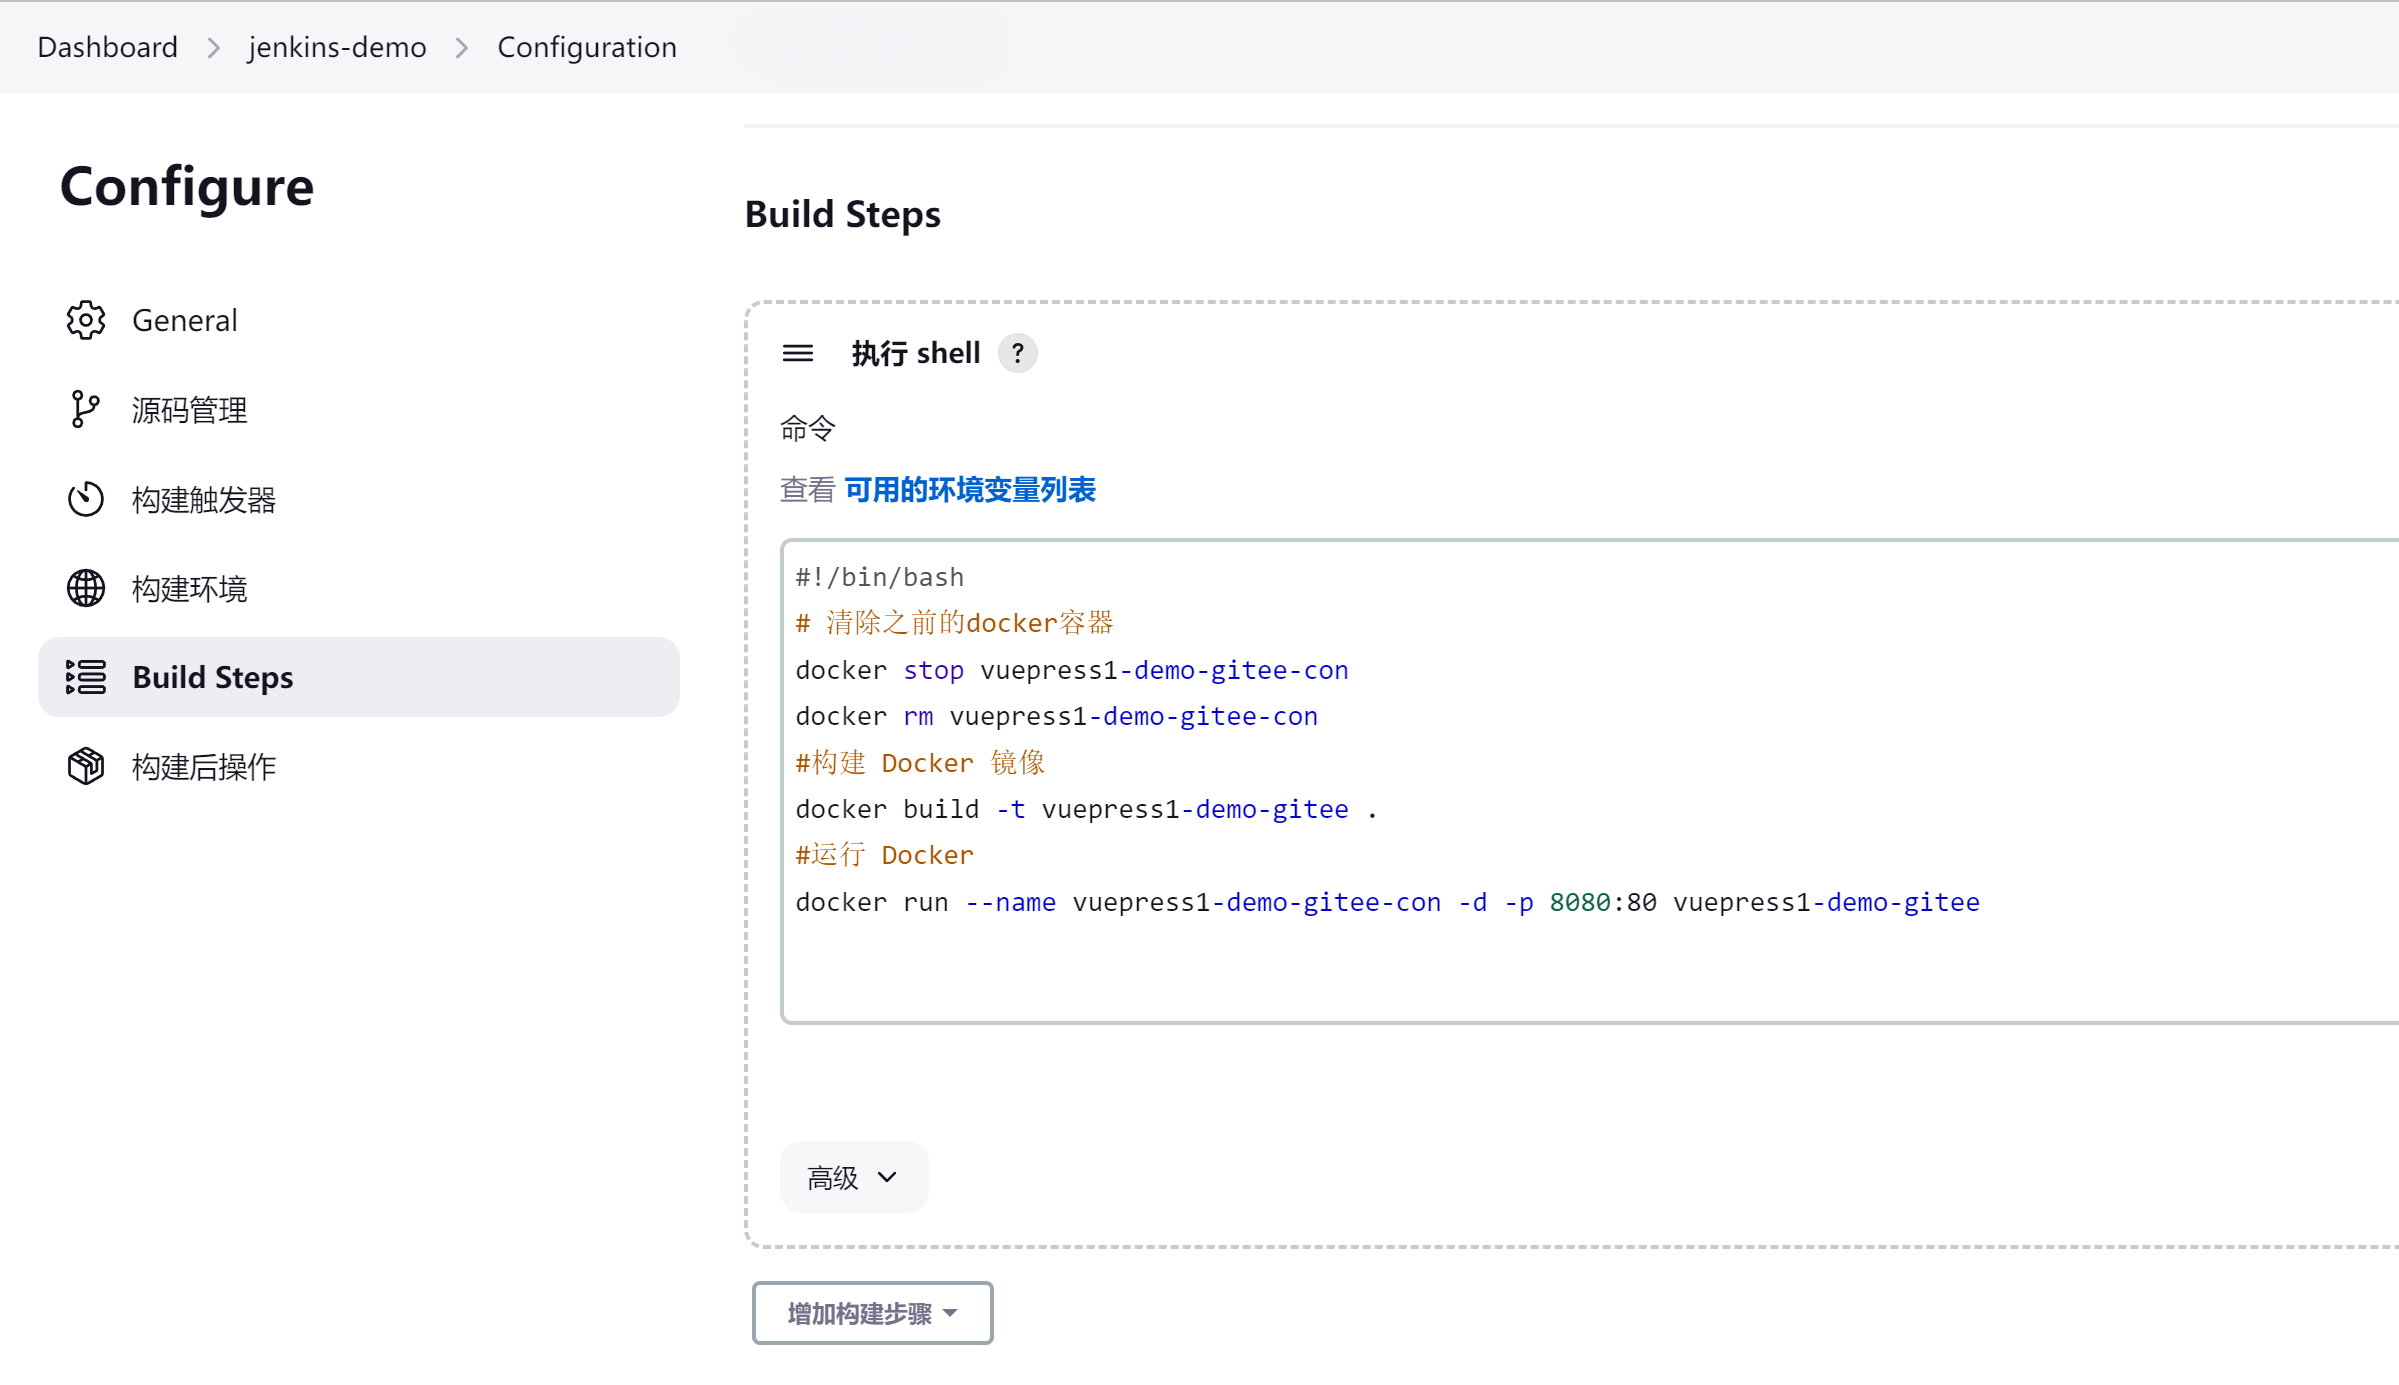 Dashboard > jenkins-demo > Configuration
Configure
General
源码管理
构建触发器
构建环境
Build Steps
构建后操作
Build Steps
执行 shell ?
命令
查看 可用的环境变量列表
#!/bin/bash
# 清除之前的docker容器
docker stop vuepress1-demo-gitee-con
docker rm vuepress1-demo-gitee-con
#构建 Docker 镜像
docker build -t vuepress1-demo-gitee .
#运行 Docker
docker run --name vuepress1-demo-gitee-con -d -p 8080:80 vuepress1-demo-gitee
高级
增加构建步骤